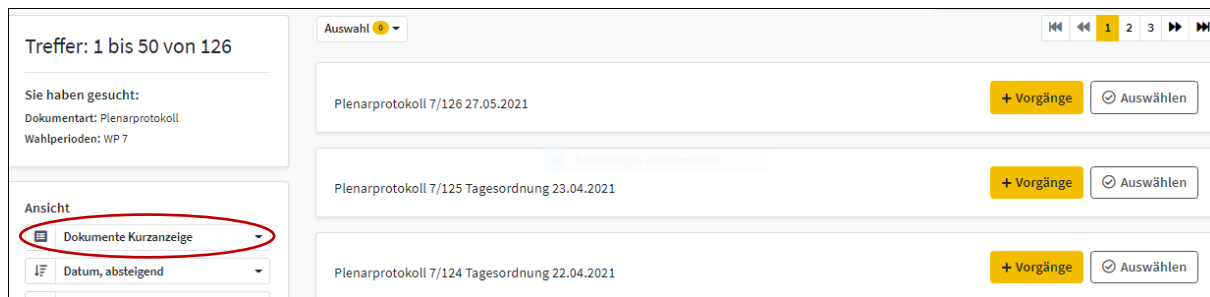 Treffer: 1 bis 50 von 126
Sie haben gesucht:
Dokumentart: Plenarprotokoll
Wahlperioden: WP 7
Ansicht
Dokumente Kurzanzeige
Datum, absteigend
Auswahl 0
1 2 3
Plenarprotokoll 7/126 27.05.2021
+ Vorgänge Auswählen
Rechteckiges Ausschneiden
Plenarprotokoll 7/125 Tagesordnung 23.04.2021
+ Vorgänge Auswählen
Plenarprotokoll 7/124 Tagesordnung 22.04.2021
+ Vorgänge Auswählen